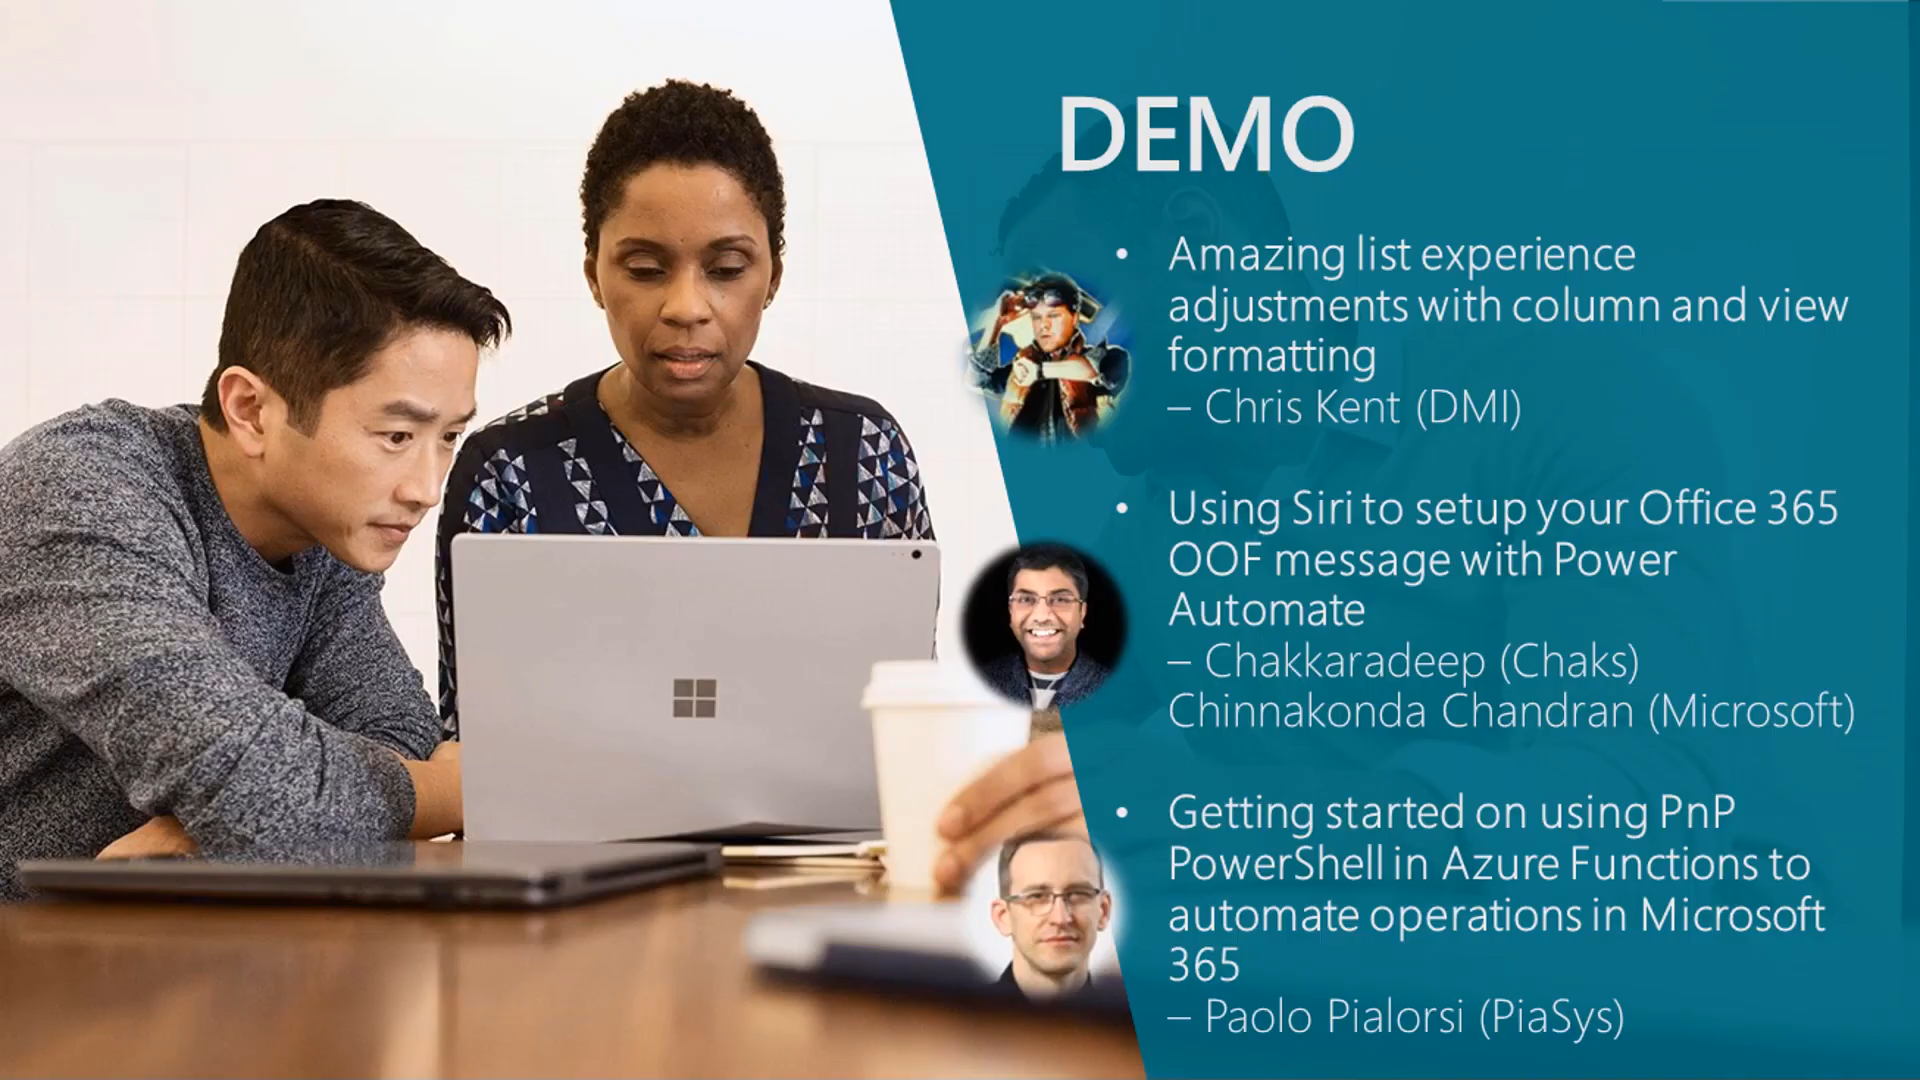 DEMO
• Amazing list experience
adjustments with column and view
formatting
– Chris Kent (DMI)
• Using Siri to setup your Office 365
OOF message with Power
Automate
– Chakkaradeep (Chaks)
Chinnakonda Chandran (Microsoft)
• Getting started on using PnP
PowerShell in Azure Functions to
automate operations in Microsoft
365
– Paolo Pialorsi (PiaSys)